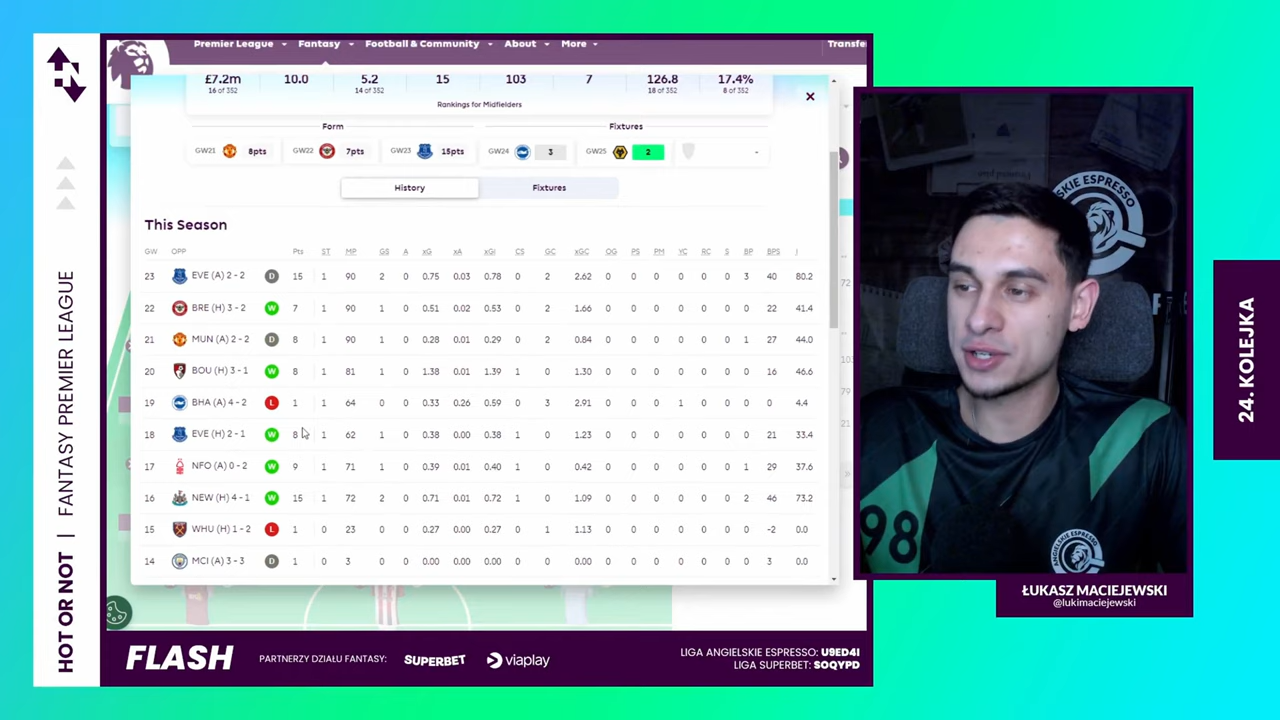 HOT OR NOT | FANTASY PREMIER LEAGUE
Premier League Fantasy Football & Community About More Transfe
£7.2m 10.0 5.2 15 103 7 126.8 17.4%
16 of 352 14 of 352 18 of 352 8 of 352
Rankings for Midfielders
Form Fixtures
GW21 8pts GW22 7pts GW23 15pts GW24 3 GW25 2 -
History Fixtures
This Season
GW OPP Pts ST MP GS A xG xA xGI CS GC xGC OG PS PM YC RC S BP BPS I
23 EVE (A) 2 - 2 D 15 1 90 2 0 0.75 0.03 0.78 0 2 2.62 0 0 0 0 0 0 3 40 80.2
22 BRE (H) 3 - 2 W 7 1 90 1 0 0.51 0.02 0.53 0 2 1.66 0 0 0 0 0 0 0 22 41.4
21 MUN (A) 2 - 2 D 8 1 90 1 0 0.28 0.01 0.29 0 2 0.84 0 0 0 0 0 0 1 27 44.0
20 BOU (H) 3 - 1 W 8 1 81 1 0 1.38 0.01 1.39 1 0 1.30 0 0 0 0 0 0 0 16 46.6
19 BHA (A) 4 - 2 L 1 1 64 0 0 0.33 0.26 0.59 0 3 2.91 0 0 0 1 0 0 0 0 4.4
18 EVE (H) 2 - 1 W 8 1 62 1 0 0.38 0.00 0.38 1 0 1.23 0 0 0 0 0 0 0 21 33.4
17 NFO (A) 0 - 2 W 9 1 71 1 0 0.39 0.01 0.40 1 0 0.42 0 0 0 0 0 0 1 29 37.6
16 NEW (H) 4 - 1 W 15 1 72 2 0 0.71 0.01 0.72 1 0 1.09 0 0 0 0 0 0 2 46 73.2
15 WHU (H) 1 - 2 L 1 0 23 0 0 0.27 0.00 0.27 0 1 1.13 0 0 0 0 0 0 0 -2 0.0
14 MCI (A) 3 - 3 D 1 0 3 0 0 0.00 0.00 0.00 0 0 0.00 0 0 0 0 0 0 0 3 0.0
98
ANGIELSKIE ESPRESSO
24. KOLEJKA
ŁUKASZ MACIEJEWSKI
@lukimaciejewski
FLASH PARTNERZY DZIAŁU FANTASY: SUPERBET viaplay
LIGA ANGIELSKIE ESPRESSO: U9ED4I
LIGA SUPERBET: SOQYPD